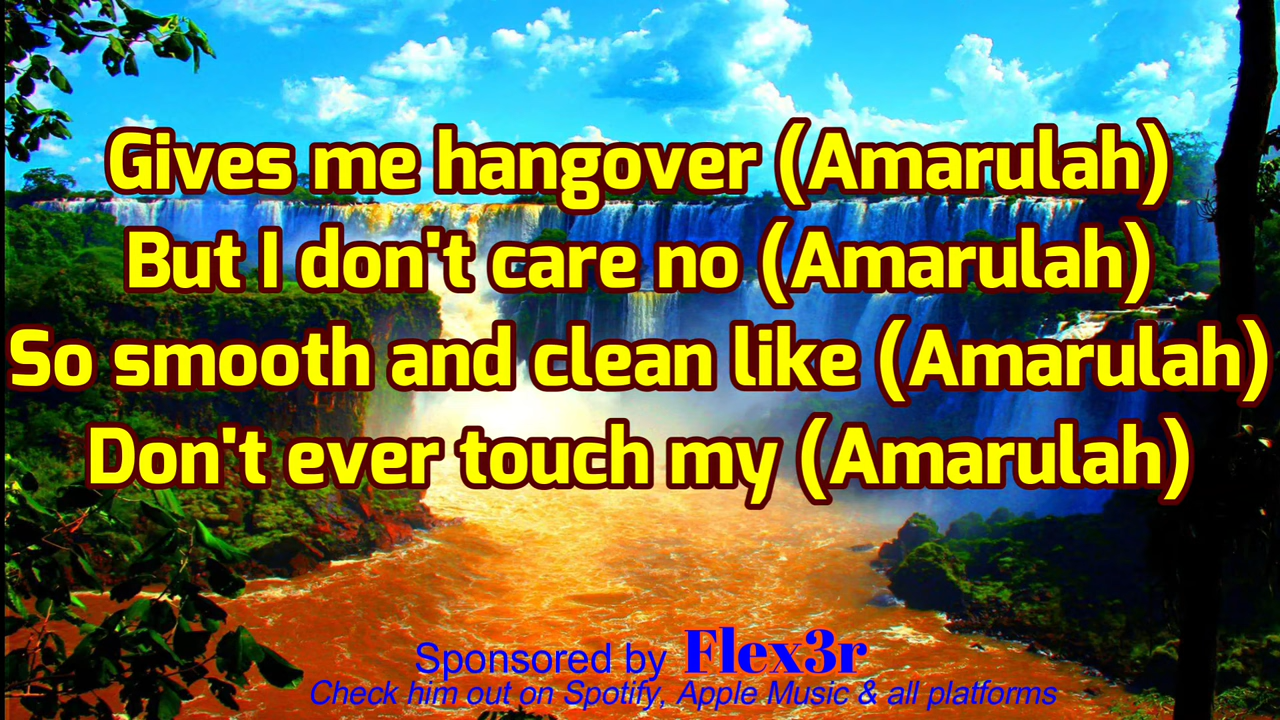 Gives me hangover (Amarulah)
But I don't care no (Amarulah)
So smooth and clean like (Amarulah)
Don't ever touch my (Amarulah)
Sponsored by Flex3r
Check him out on Spotify, Apple Music & all platforms